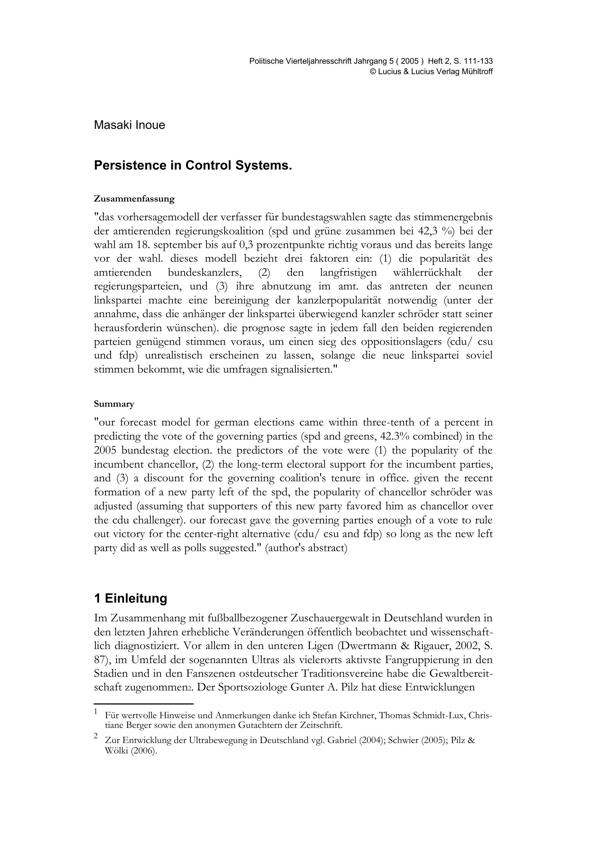 Politische Vierteljahresschrift Jahrgang 5 ( 2005 ) Heft 2, S. 111-133
© Lucius & Lucius Verlag Mühltroff
Masaki Inoue
Persistence in Control Systems.
Zusammenfassung
"das vorhersagemodell der verfasser für bundestagswahlen sagte das stimmenergebnis
der amtierenden regierungskoalition (spd und grüne zusammen bei 42,3 %) bei der
wahl am 18. september bis auf 0,3 prozentpunkte richtig voraus und das bereits lange
vor der wahl. dieses modell bezieht drei faktoren ein: (1) die popularität des
amtierenden bundeskanzlers, (2) den langfristigen wählerrückhalt der
regierungsparteien, und (3) ihre abnutzung im amt. das antreten der neunen
linkspartei machte eine bereinigung der kanzlerpopularität notwendig (unter der
annahme, dass die anhänger der linkspartei überwiegend kanzler schröder statt seiner
herausforderin wünschen). die prognose sagte in jedem fall den beiden regierenden
parteien genügend stimmen voraus, um einen sieg des oppositionslagers (cdu/ csu
und fdp) unrealistisch erscheinen zu lassen, solange die neue linkspartei soviel
stimmen bekommt, wie die umfragen signalisierten."
Summary
"our forecast model for german elections came within three-tenth of a percent in
predicting the vote of the governing parties (spd and greens, 42.3% combined) in the
2005 bundestag election. the predictors of the vote were (1) the popularity of the
incumbent chancellor, (2) the long-term electoral support for the incumbent parties,
and (3) a discount for the governing coalition's tenure in office. given the recent
formation of a new party left of the spd, the popularity of chancellor schröder was
adjusted (assuming that supporters of this new party favored him as chancellor over
the cdu challenger). our forecast gave the governing parties enough of a vote to rule
out victory for the center-right alternative (cdu/ csu and fdp) so long as the new left
party did as well as polls suggested." (author's abstract)
1 Einleitung
Im Zusammenhang mit fußballbezogener Zuschauergewalt in Deutschland wurden in
den letzten Jahren erhebliche Veränderungen öffentlich beobachtet und wissenschaft-
lich diagnostiziert. Vor allem in den unteren Ligen (Dwertmann & Rigauer, 2002, S.
87), im Umfeld der sogenannten Ultras als vielerorts aktivste Fangruppierung in den
Stadien und in den Fanszenen ostdeutscher Traditionsvereine habe die Gewaltbereit-
schaft zugenommen2. Der Sportsoziologe Gunter A. Pilz hat diese Entwicklungen
1 Für wertvolle Hinweise und Anmerkungen danke ich Stefan Kirchner, Thomas Schmidt-Lux, Chris-
tiane Berger sowie den anonymen Gutachtern der Zeitschrift.
2 Zur Entwicklung der Ultrabewegung in Deutschland vgl. Gabriel (2004); Schwier (2005); Pilz &
Wölki (2006).